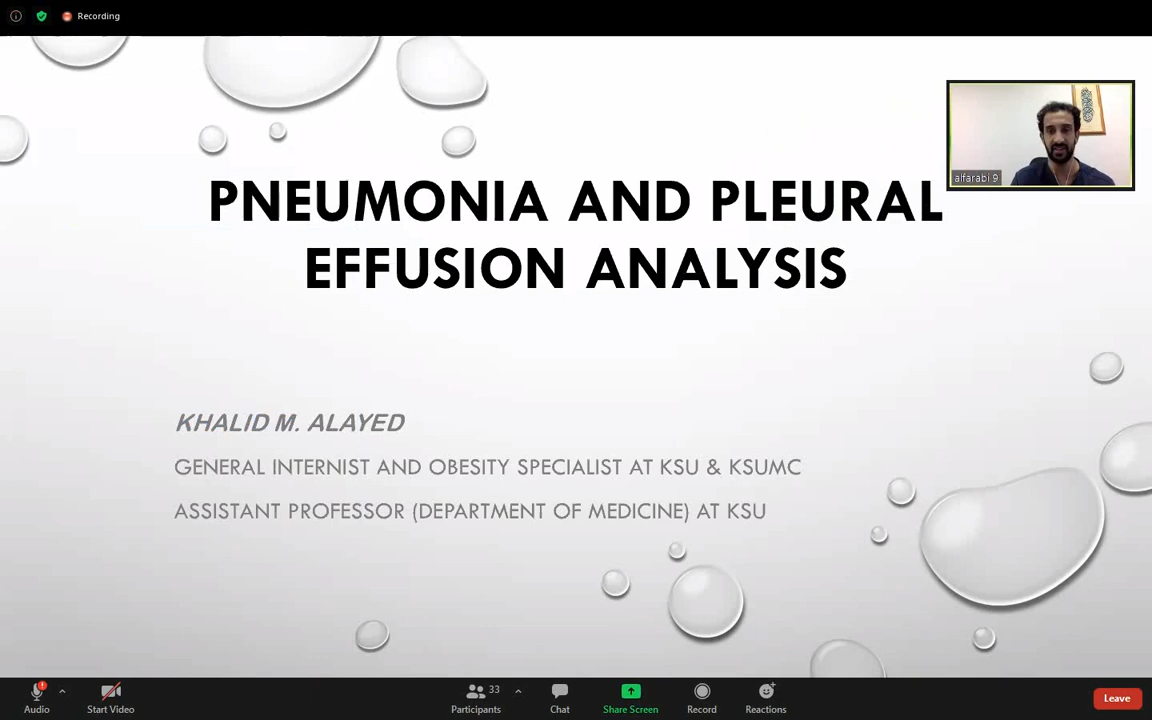 Recording
PNEUMONIA AND PLEURAL
EFFUSION ANALYSIS
alfarabi 9
KHALID M. ALAYED
GENERAL INTERNIST AND OBESITY SPECIALIST AT KSU & KSUMC
ASSISTANT PROFESSOR (DEPARTMENT OF MEDICINE) AT KSU
33
Audio
Start Video
Participants
Chat
Share Screen
Record
Reactions
Leave